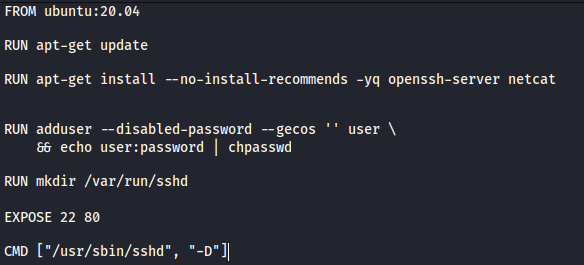 FROM ubuntu:20.04
RUN apt-get update
RUN apt-get install --no-install-recommends -yq openssh-server netcat
RUN adduser --disabled-password --gecos '' user \
&& echo user:password | chpasswd
RUN mkdir /var/run/sshd
EXPOSE 22 80
CMD ["/usr/sbin/sshd", "-D"]